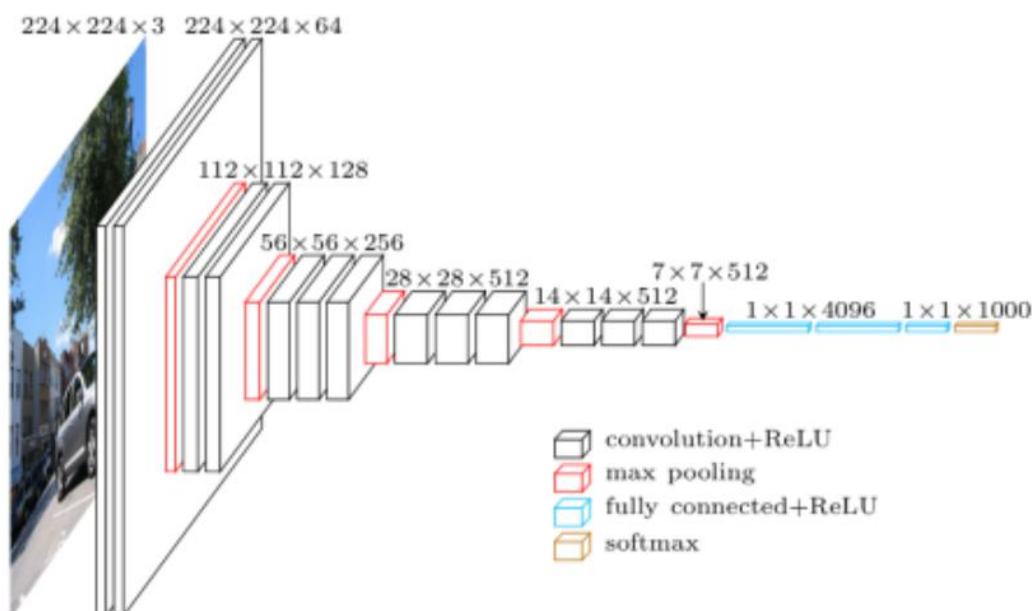 224×224×3
224×224×64
112×112×128
56×56×256
28×28×512
14×14×512
7×7×512
1×1×4096
1×1×1000
convolution+ReLU
max pooling
fully connected+ReLU
softmax